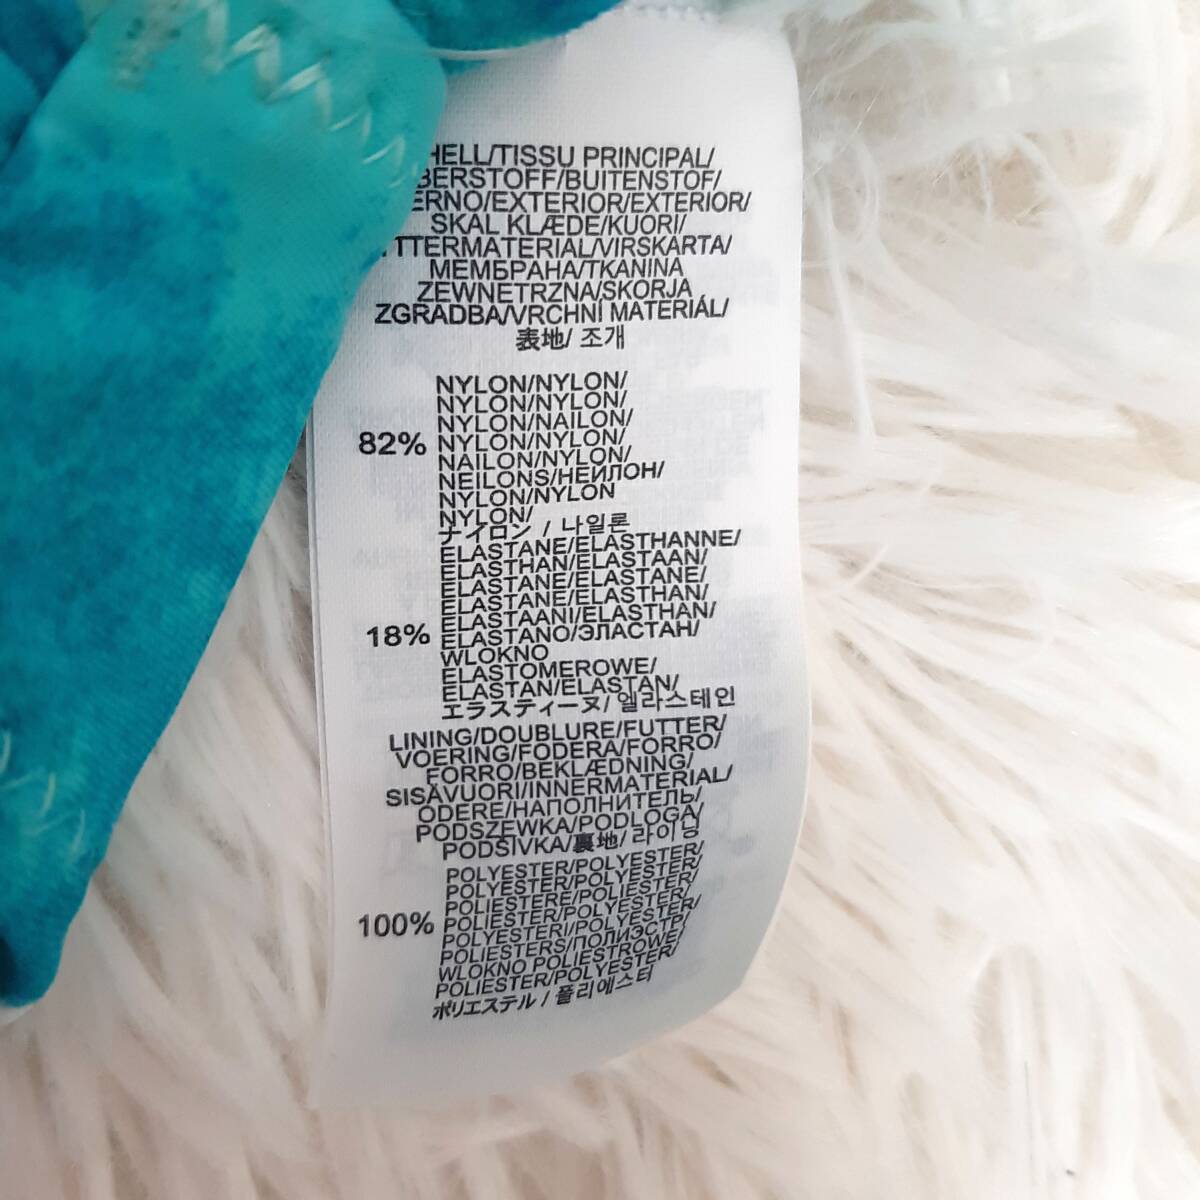 HELL/TISSU PRINCIPAL/
BERSTOFF/BUITENSTOF/
ERNO/EXTERIOR/EXTERIOR/
SKAL KLÆDE/KUORI/
TTERMATERIAL/VIRSKARTA/
МЕМБРАНА/TKANINA
ZEWNETRZNA/SKORJA
ZGRADBA/VRCHNÍ MATERIÁL/
表地/ 조개
NYLON/NYLON/
NYLON/NYLON/
NYLON/NAILON/
82% NYLON/NYLON/
NAILON/NYLON/
NEILONS/НЕЙЛОН/
NYLON/NYLON
NYLON/
ナイロン / 나일론
ELASTANE/ELASTHANNE/
ELASTHAN/ELASTAAN/
ELASTANE/ELASTANE/
ELASTANE/ELASTHAN/
ELASTAANI/ELASTHAN/
18% ELASTANO/ЭЛАСТАН/
WLOKNO
ELASTOMEROWE/
ELASTAN/ELASTAN/
エラスティーヌ/ 엘라스테인
LINING/DOUBLURE/FUTTER/
VOERING/FODERA/FORRO/
FORRO/BEKLÆDNING/
SISÄVUORI/INNERMATERIAL/
ODERE/НАПОЛНИТЕЛЬ/
PODSZEWKA/PODLOGA/
PODŠÍVKA/裏地/ 라이닝
POLYESTER/POLYESTER/
POLYESTER/POLYESTER/
POLIESTERE/POLIESTER/
100% POLIESTER/POLYESTER/
POLYESTERI/POLYESTER/
POLIESTERS/ПОЛИЭСТР/
WLOKNO POLIESTROWE/
POLIESTER/POLYESTER/
ポリエステル / 폴리에스터